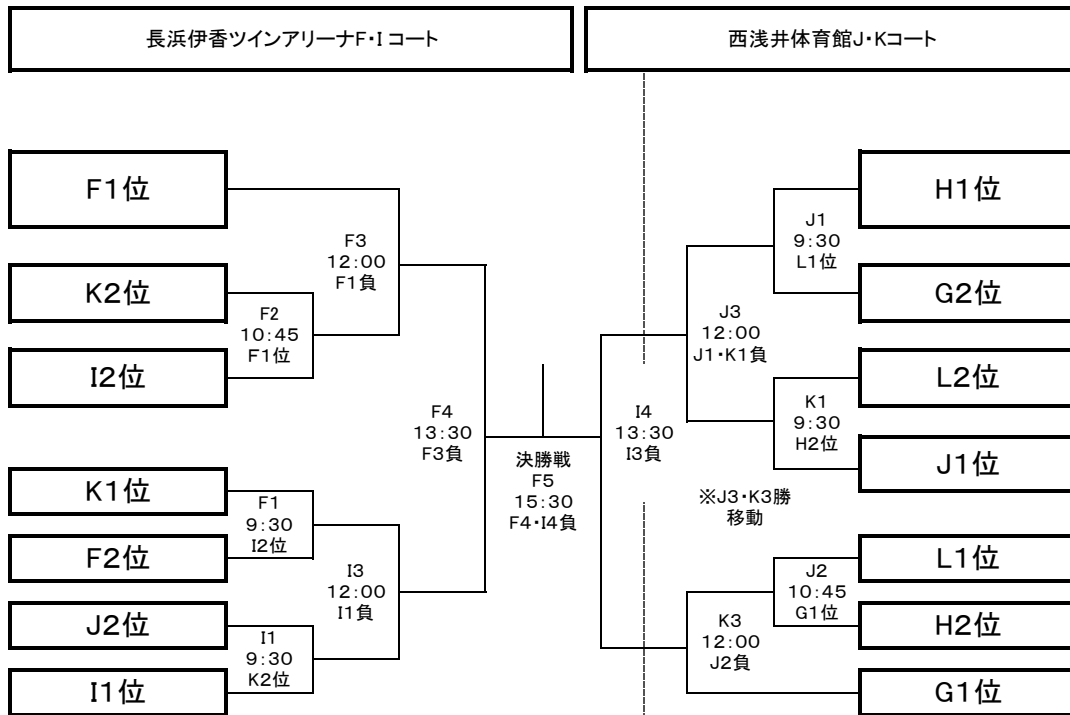 長浜伊香ツインアリーナF・Iコート
西浅井体育館J・Kコート
F1位
K2位
I2位
K1位
F2位
J2位
I1位
F3
12:00
F1負
F2
10:45
F1位
F1
9:30
I2位
I3
12:00
I1負
I1
9:30
K2位
F4
13:30
F3負
決勝戦
F5
15:30
F4・I4負
I4
13:30
I3負
J3
12:00
J1・K1負
※J3・K3勝
移動
K3
12:00
J2負
J1
9:30
L1位
K1
9:30
H2位
J2
10:45
G1位
H1位
G2位
L2位
J1位
L1位
H2位
G1位